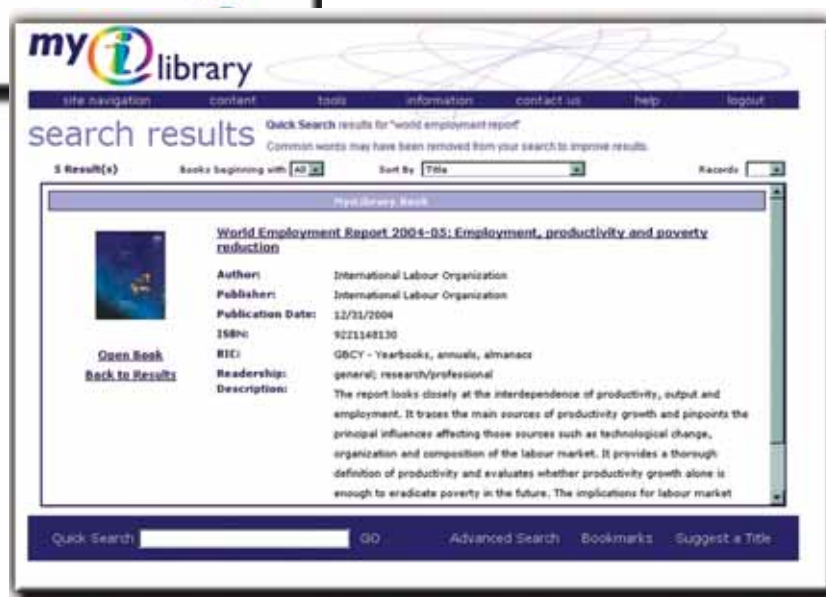 my i library
site navigation content tools information contact us help logout
search results
Quick Search results for "world employment report"
Common words may have been removed from your search to improve results.
5 Result(s) Books beginning with All Sort By Title Records
MyiLibrary Book
World Employment Report 2004-05: Employment, productivity and poverty
reduction
Author: International Labour Organization
Publisher: International Labour Organization
Publication Date: 12/31/2004
ISBN: 9221148130
BIC: GBCY - Yearbooks, annuals, almanacs
Readership: general; research/professional
Description: The report looks closely at the interdependence of productivity, output and
employment. It traces the main sources of productivity growth and pinpoints the
principal influences affecting those sources such as technological change,
organization and composition of the labour market. It provides a thorough
definition of productivity and evaluates whether productivity growth alone is
enough to eradicate poverty in the future. The implications for labour market
Open Book
Back to Results
Quick Search GO Advanced Search Bookmarks Suggest a Title